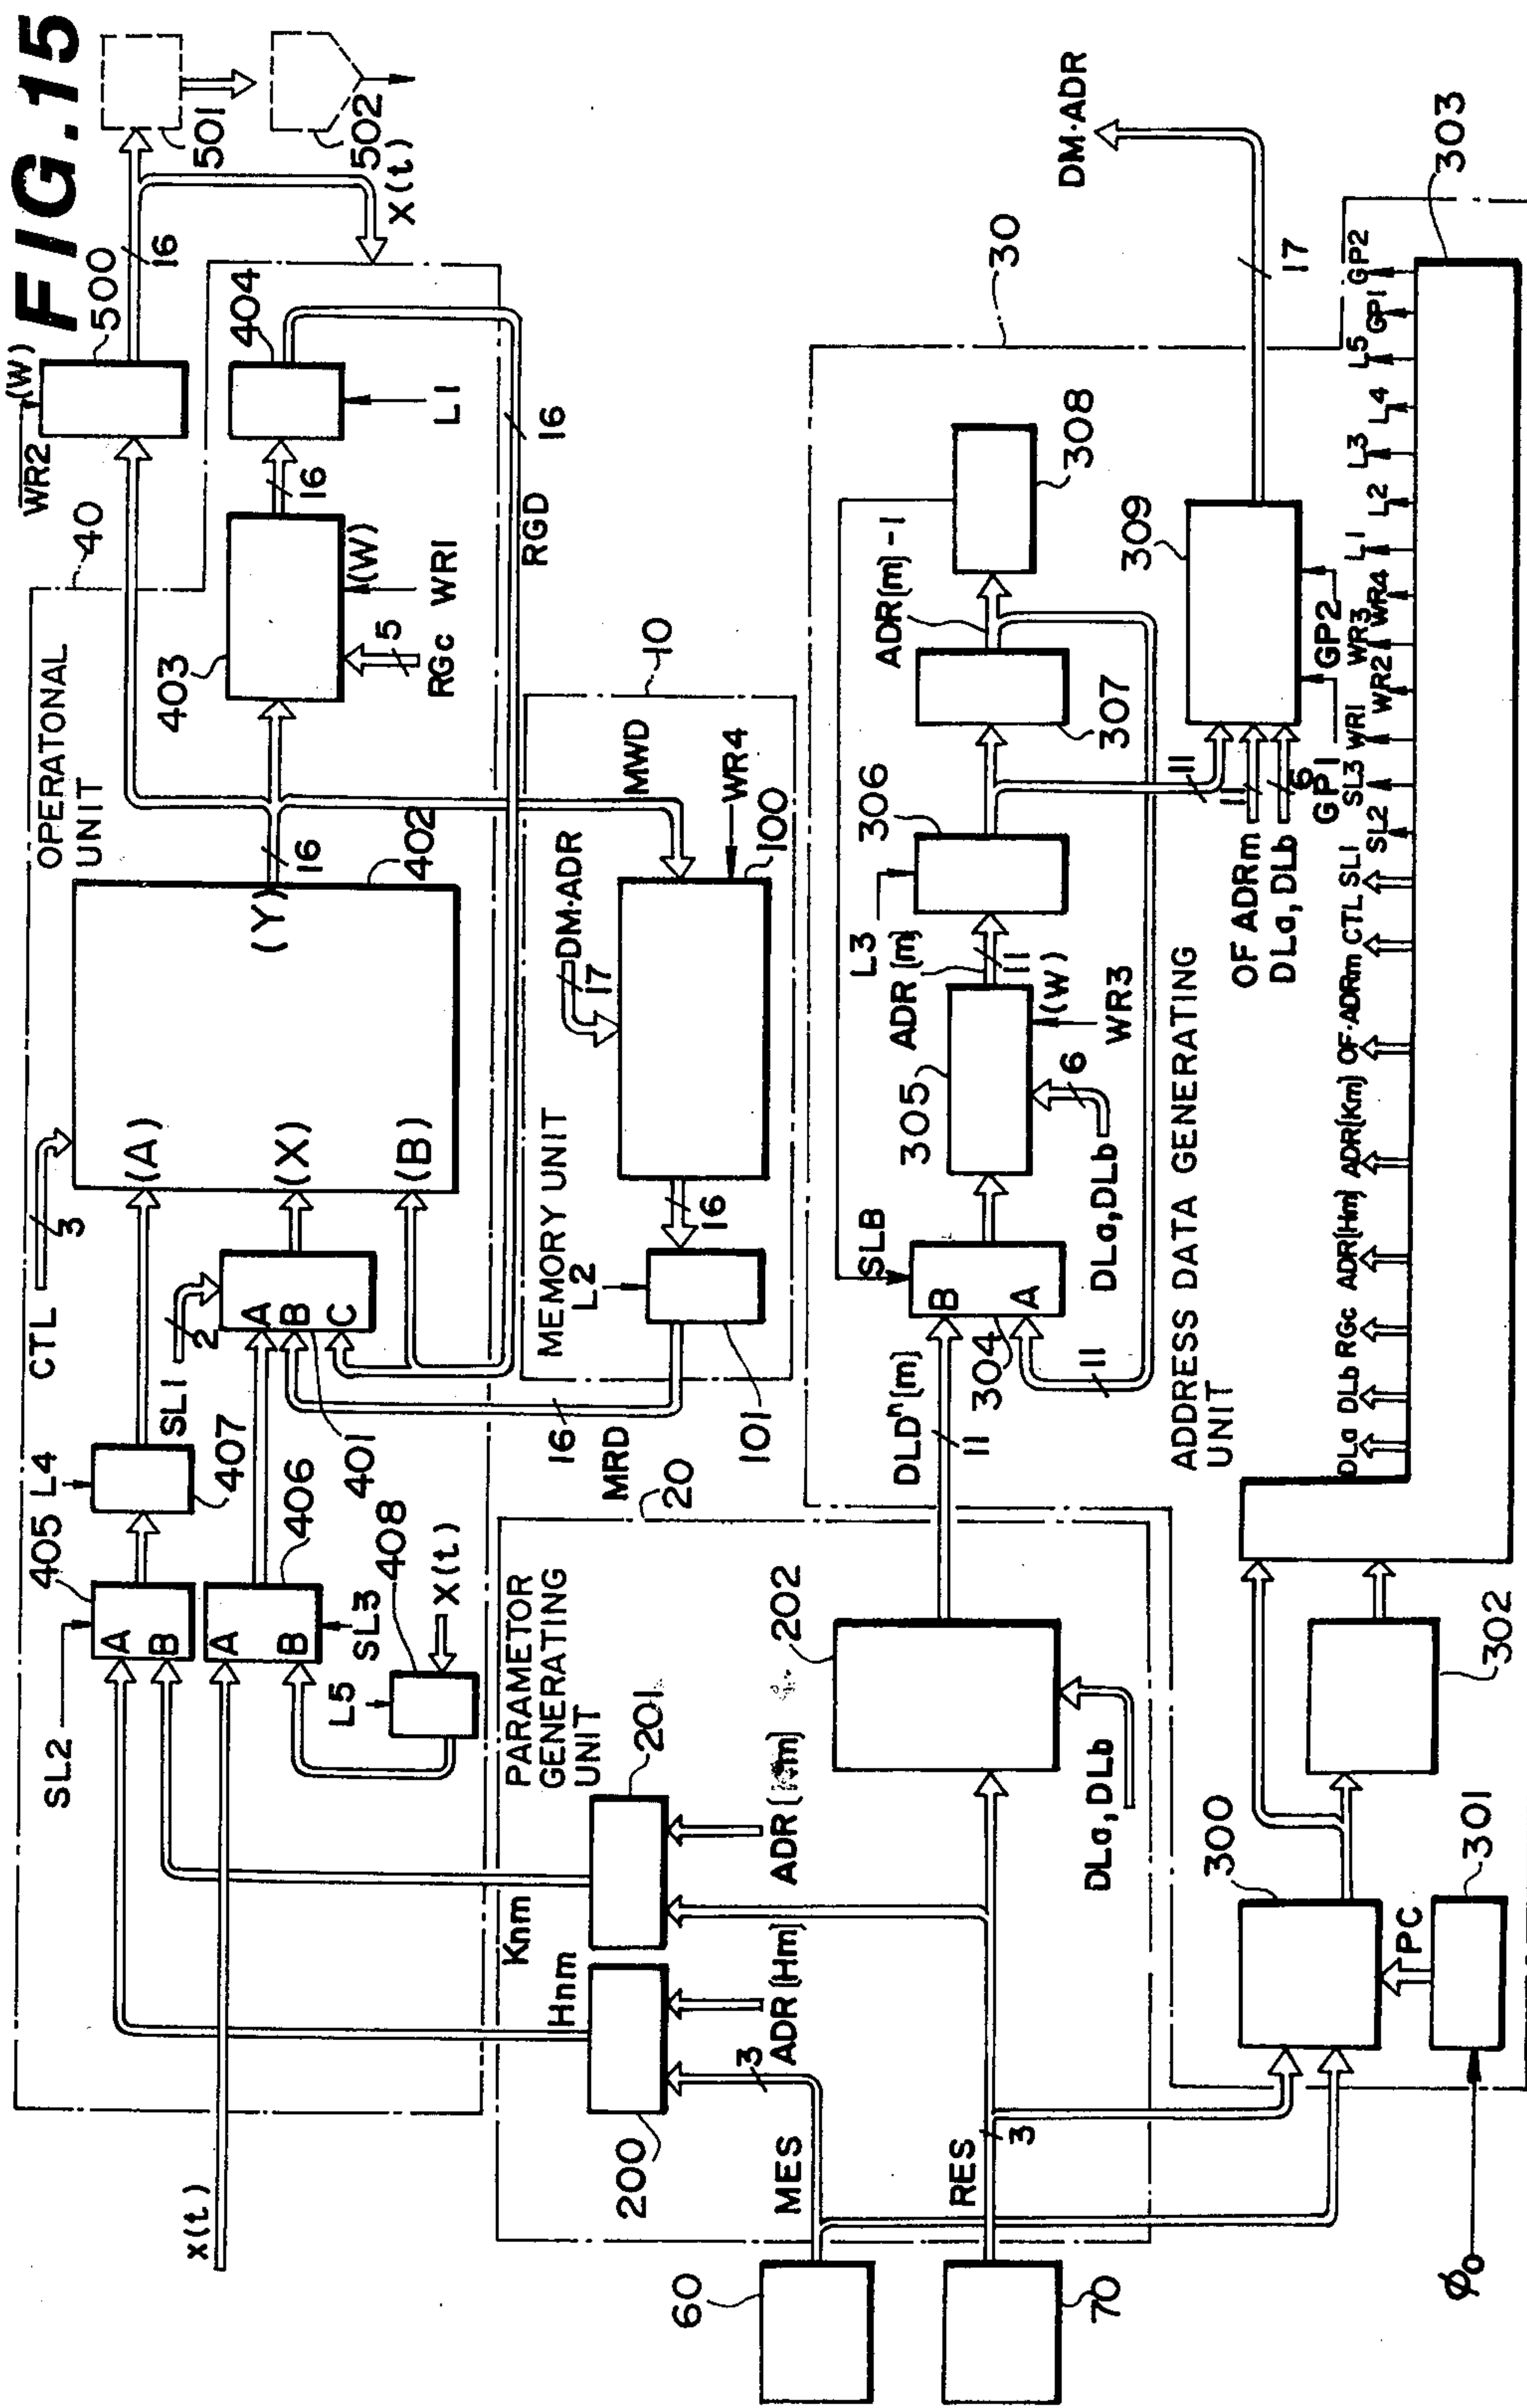 FIG.15
x(t)
SL2
405
L4
CTL
3
OPERATONAL
UNIT
40
WR2
(W)
500
16
501
502
X(t)
A
B
407
SL1
2
(A)
(X)
(B)
(Y)
16
402
403
RGc
5
WR1
(W)
16
404
L1
16
RGD
A
B
SL3
406
401
A
B
C
L5
408
X(t)
16
MRD
20
PARAMETOR
GENERATING
UNIT
Knm
Hnm
200
201
ADR[Hm]
3
MES
RES
3
60
70
202
DLa,DLb
DLDⁿ[m]
11
MEMORY UNIT
10
L2
101
16
17
DM·ADR
100
MWD
WR4
SLB
B
A
304
11
305
ADR[m]
11
(W)
WR3
6
DLa,DLb
L3
306
307
ADR[m]-1
308
30
11
309
1
6
OF ADRm
DLa, DLb
GP1
GP2
17
DM·ADR
ADDRESS DATA GENERATING
UNIT
300
PC
301
302
303
φ0
DLa
DLb
RGc
ADR[Hm]
ADR[Km]
OF·ADRm
CTL
SL1
SL2
SL3
WR1
WR2
WR3
WR4
L1
L2
L3
L4
L5
GP1
GP2